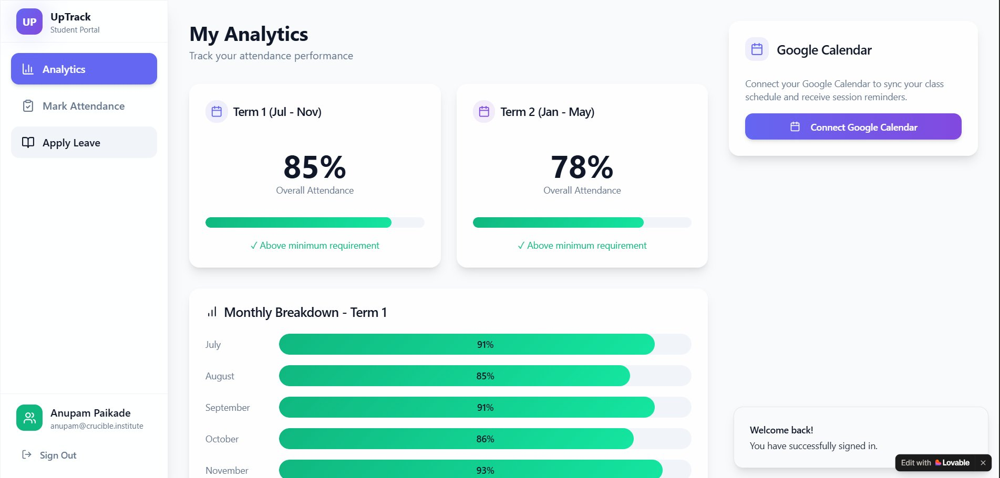 UP
UpTrack
Student Portal
Analytics
Mark Attendance
Apply Leave
Anupam Paikade
anupam@crucible.institute
Sign Out
My Analytics
Track your attendance performance
Term 1 (Jul - Nov)
85%
Overall Attendance
✓ Above minimum requirement
Term 2 (Jan - May)
78%
Overall Attendance
✓ Above minimum requirement
Monthly Breakdown - Term 1
July 91%
August 85%
September 91%
October 86%
November 93%
Google Calendar
Connect your Google Calendar to sync your class
schedule and receive session reminders.
Connect Google Calendar
Welcome back!
You have successfully signed in.
Edit with Lovable